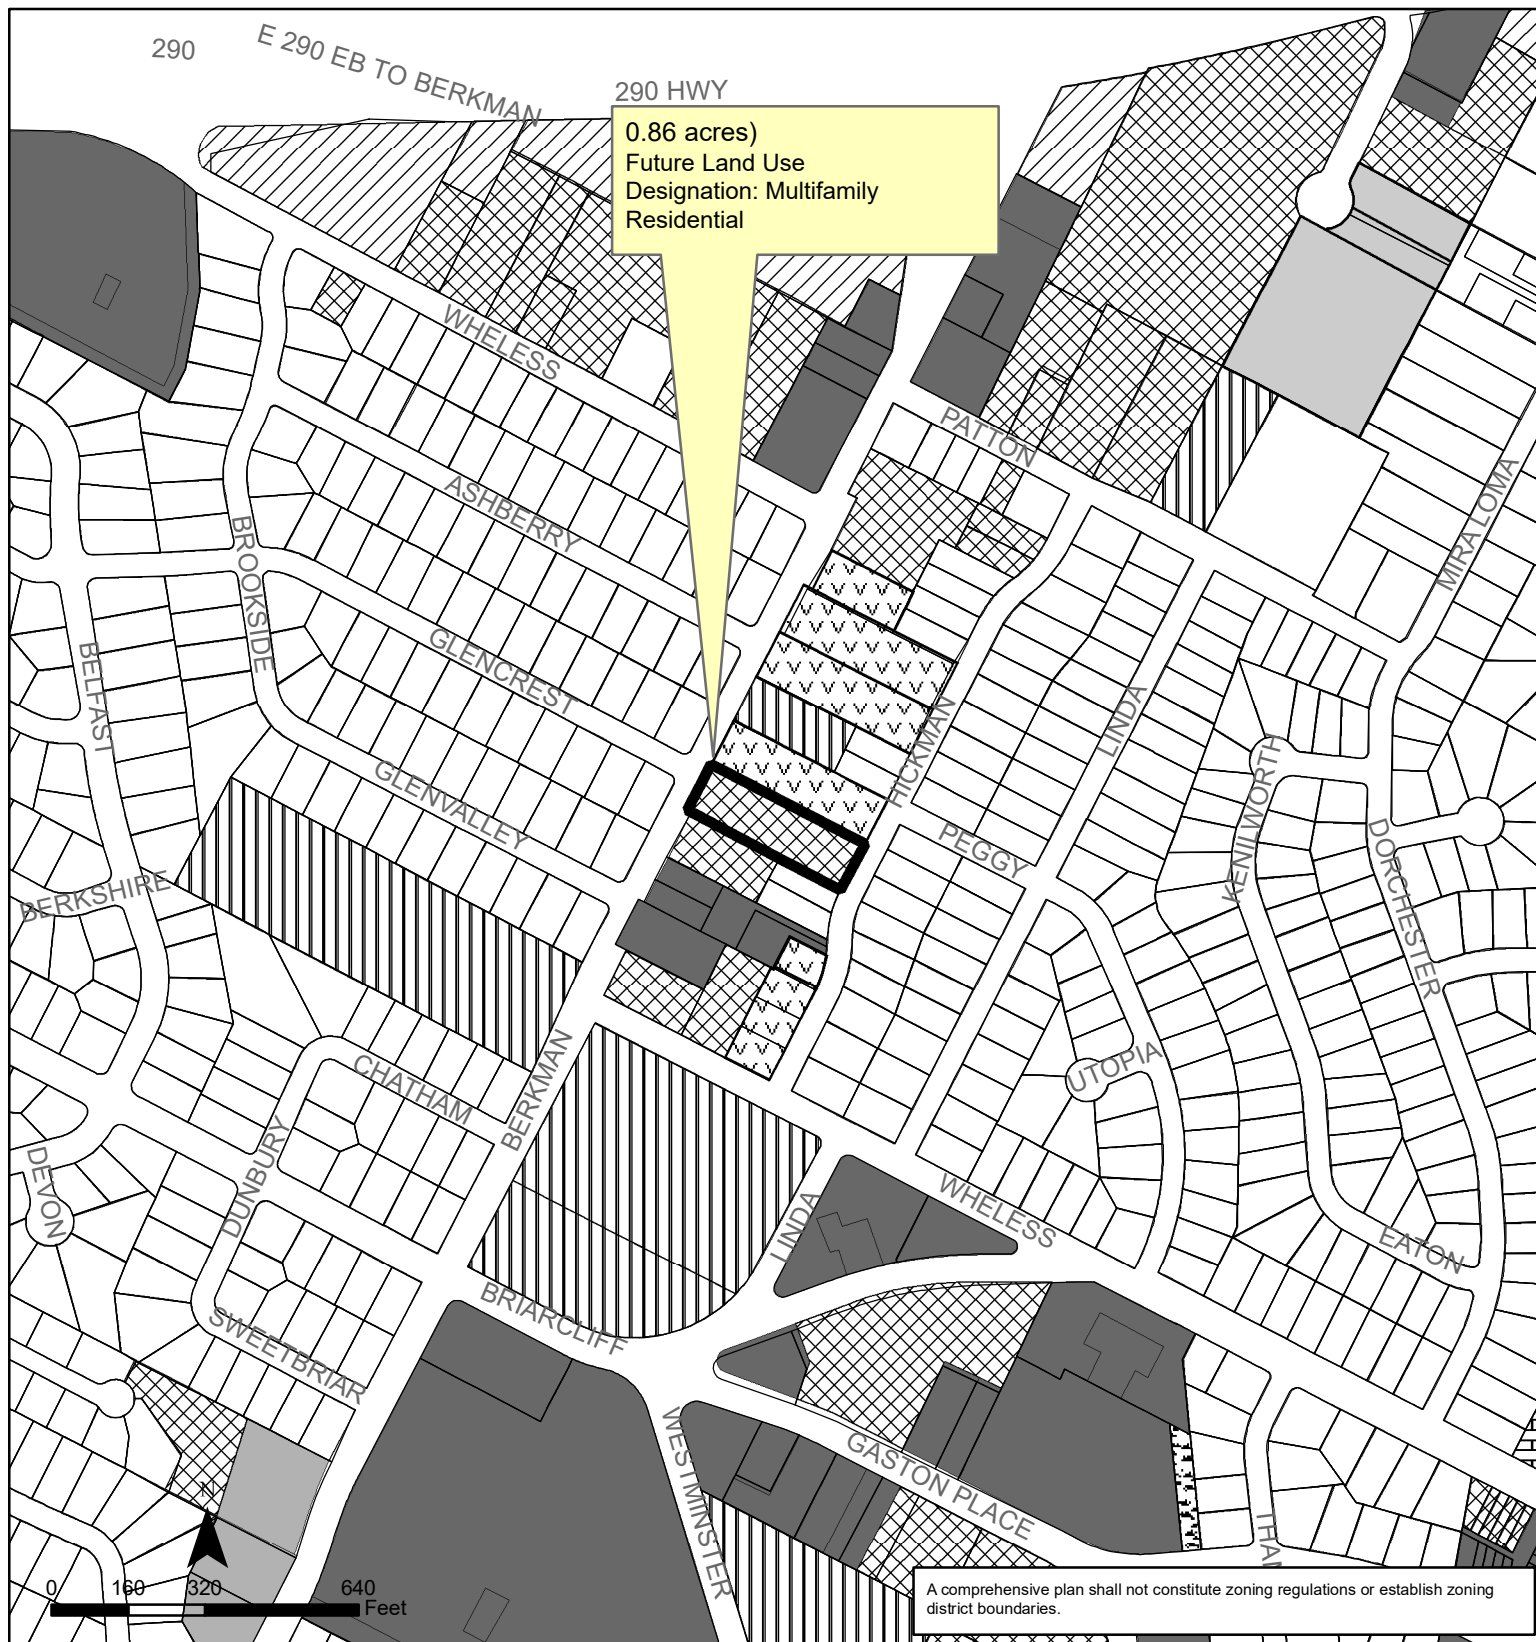 290
E 290 EB TO BERKMAN
290 HWY
0.86 acres)
Future Land Use
Designation: Multifamily
Residential
WHELESS
PATTON
ASHBERRY
MIRA LOMA
BROOKSIDE
GLENCREST
BELFAST
HICKMAN
LINDA
KENILWORTH
GLENVALLEY
PEGGY
DORCHESTER
BERKSHIRE
CHATHAM
BERKMAN
UTOPIA
DEVON
DUNBURY
LINDA
WHELESS
EATON
BRIARCLIFF
SWEETBRIAR
WESTMINSTER
GASTON PLACE
N
0 160 320 640
Feet
A comprehensive plan shall not constitute zoning regulations or establish zoning
district boundaries.